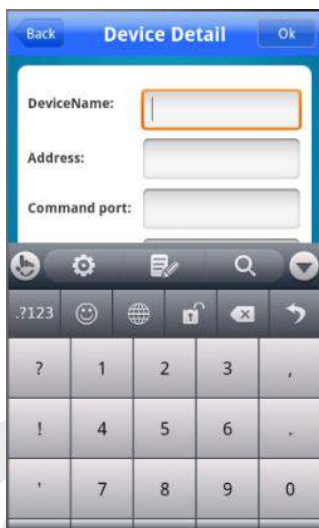 Back Device Detail Ok
DeviceName:
Address:
Command port:
.?123
? 1 2 3 ,
! 4 5 6 .
' 7 8 9 0